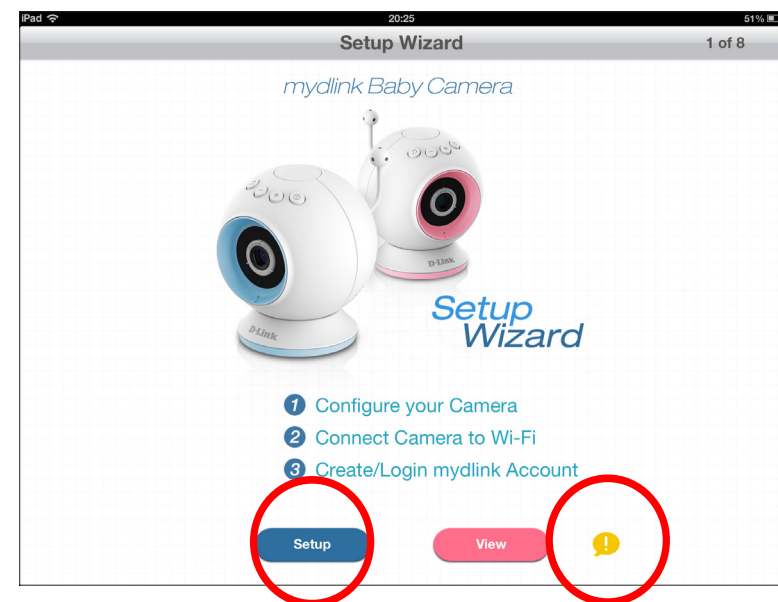 iPad 20:25 51%
Setup Wizard 1 of 8
mydlink Baby Camera
D-Link
D-Link
Setup
Wizard
1 Configure your Camera
2 Connect Camera to Wi-Fi
3 Create/Login mydlink Account
Setup View !